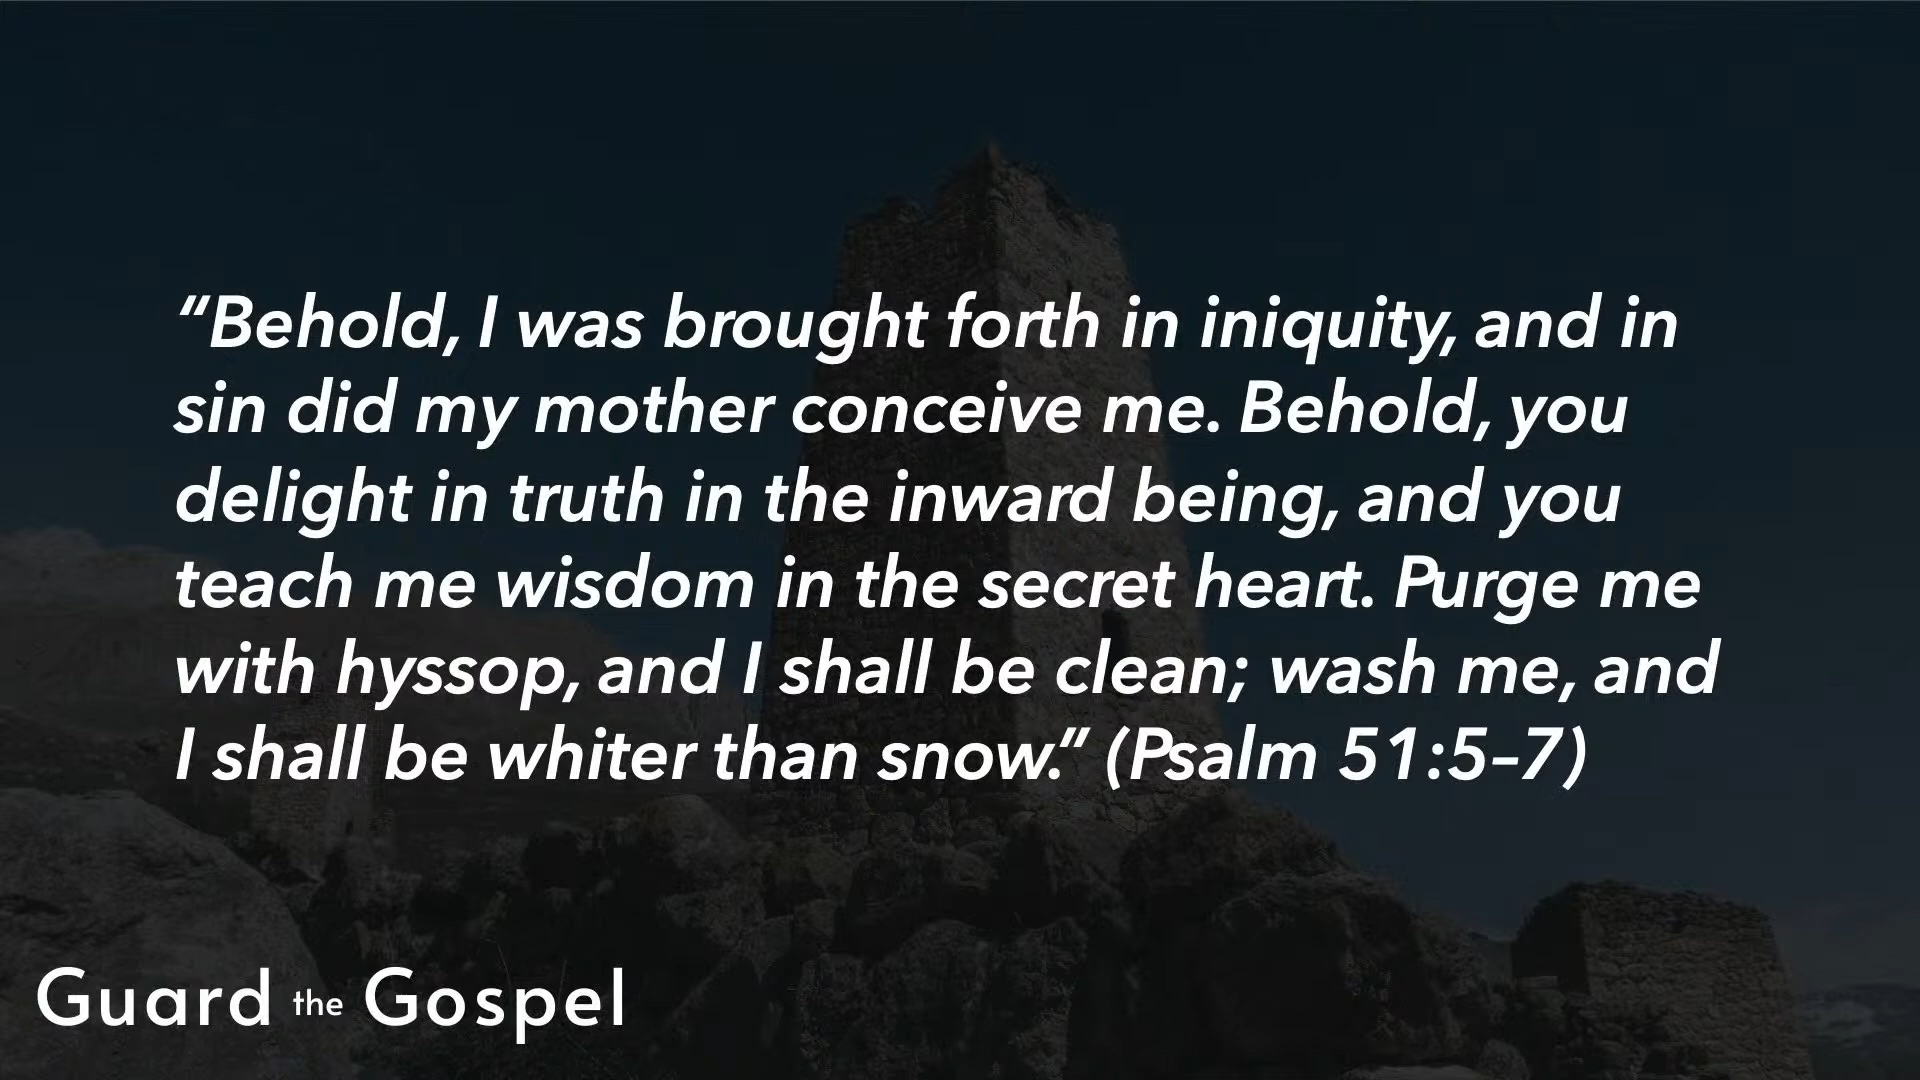 “Behold, I was brought forth in iniquity, and in
sin did my mother conceive me. Behold, you
delight in truth in the inward being, and you
teach me wisdom in the secret heart. Purge me
with hyssop, and I shall be clean; wash me, and
I shall be whiter than snow.” (Psalm 51:5–7)
Guard the Gospel